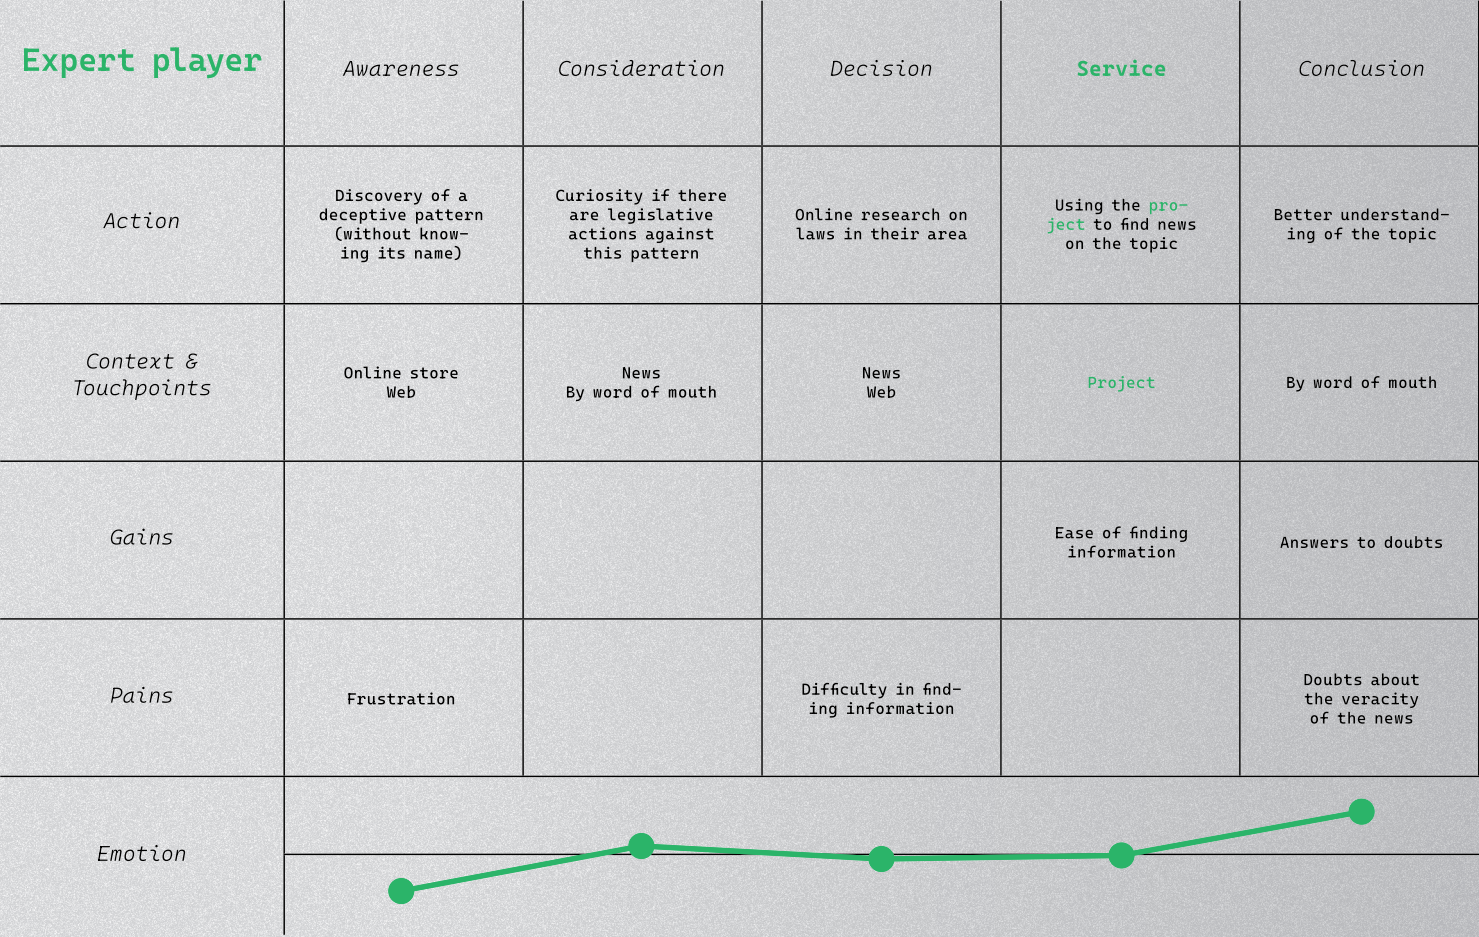 Expert player
Awareness
Consideration
Decision
Service
Conclusion
Action
Discovery of a
deceptive pattern
(without know-
ing its name)
Curiosity if there
are legislative
actions against
this pattern
Online research on
laws in their area
Using the pro-
ject to find news
on the topic
Better understand-
ing of the topic
Context &
Touchpoints
Online store
Web
News
By word of mouth
News
Web
Project
By word of mouth
Gains
Ease of finding
information
Answers to doubts
Pains
Frustration
Difficulty in find-
ing information
Doubts about
the veracity
of the news
Emotion